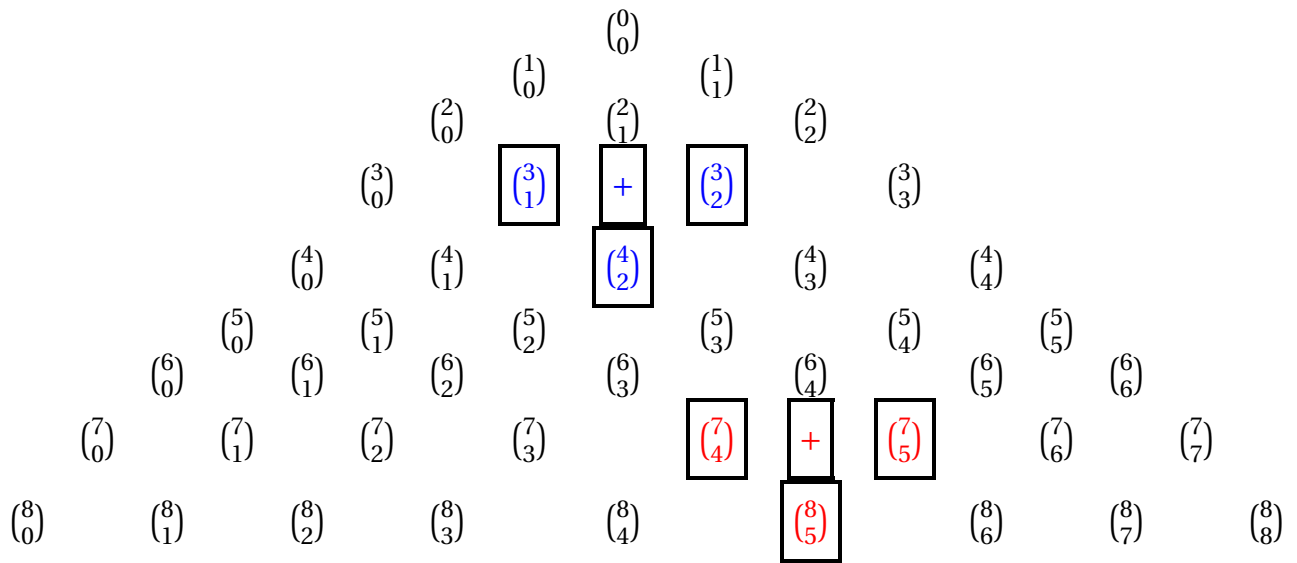 (0 0)
(1 0) (1 1)
(2 0) (2 1) (2 2)
(3 0) (3 1) + (3 2) (3 3)
(4 0) (4 1) (4 2) (4 3) (4 4)
(5 0) (5 1) (5 2) (5 3) (5 4) (5 5)
(6 0) (6 1) (6 2) (6 3) (6 4) (6 5) (6 6)
(7 0) (7 1) (7 2) (7 3) (7 4) + (7 5) (7 6) (7 7)
(8 0) (8 1) (8 2) (8 3) (8 4) (8 5) (8 6) (8 7) (8 8)